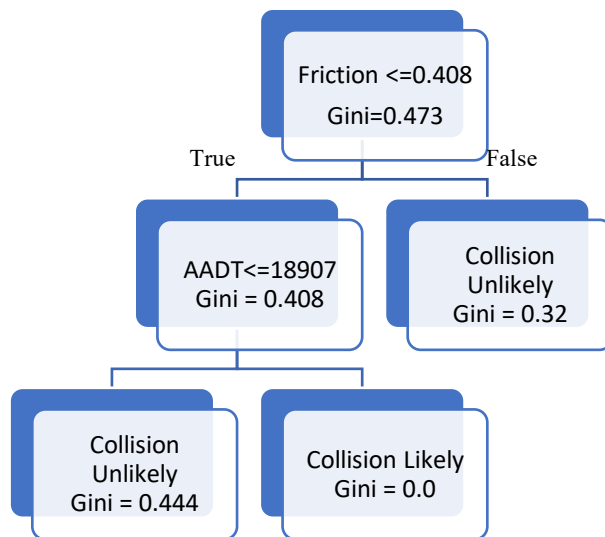 Friction <=0.408
Gini=0.473
True
False
AADT<=18907
Gini = 0.408
Collision
Unlikely
Gini = 0.32
Collision
Unlikely
Gini = 0.444
Collision Likely
Gini = 0.0